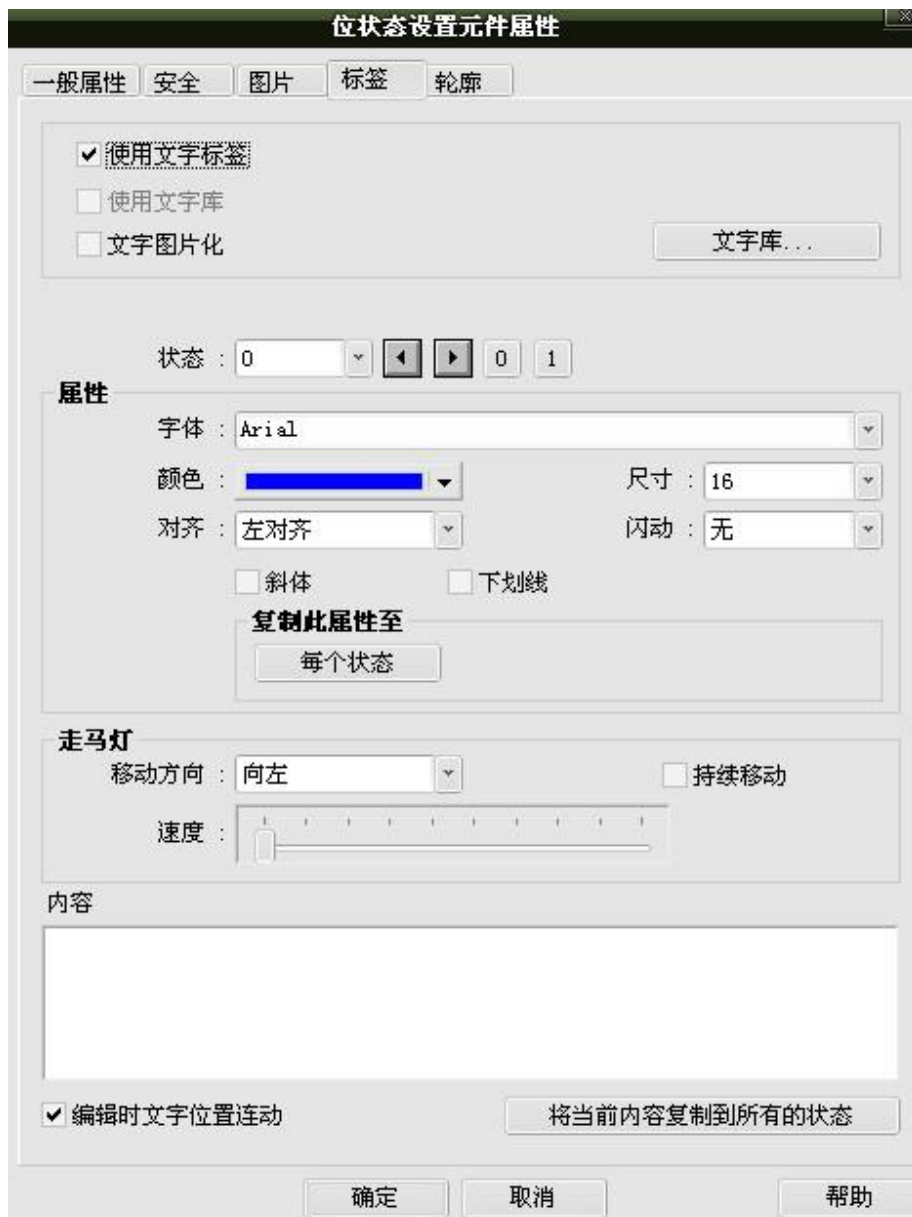 位状态设置元件属性
一般属性 安全 图片 标签 轮廓
使用文字标签
使用文字库
文字图片化 文字库...
状态 : 0 0 1
属性
字体 : Arial
颜色 : 尺寸 : 16
对齐 : 左对齐 闪动 : 无
斜体 下划线
复制此属性至
每个状态
走马灯
移动方向 : 向左 持续移动
速度 :
内容
编辑时文字位置连动 将当前内容复制到所有的状态
确定 取消 帮助